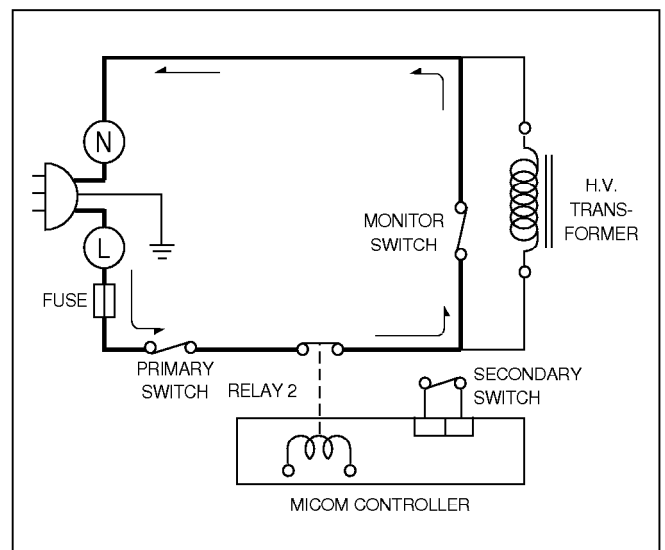 N
L
FUSE
PRIMARY
SWITCH
RELAY 2
MONITOR
SWITCH
H.V.
TRANS-
FORMER
SECONDARY
SWITCH
MICOM CONTROLLER